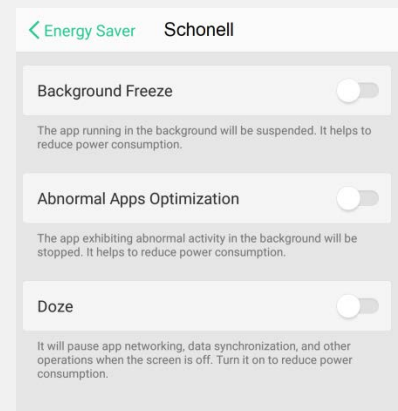 Energy Saver Schonell
Background Freeze
The app running in the background will be suspended. It helps to
reduce power consumption.
Abnormal Apps Optimization
The app exhibiting abnormal activity in the background will be
stopped. It helps to reduce power consumption.
Doze
It will pause app networking, data synchronization, and other
operations when the screen is off. Turn it on to reduce power
consumption.